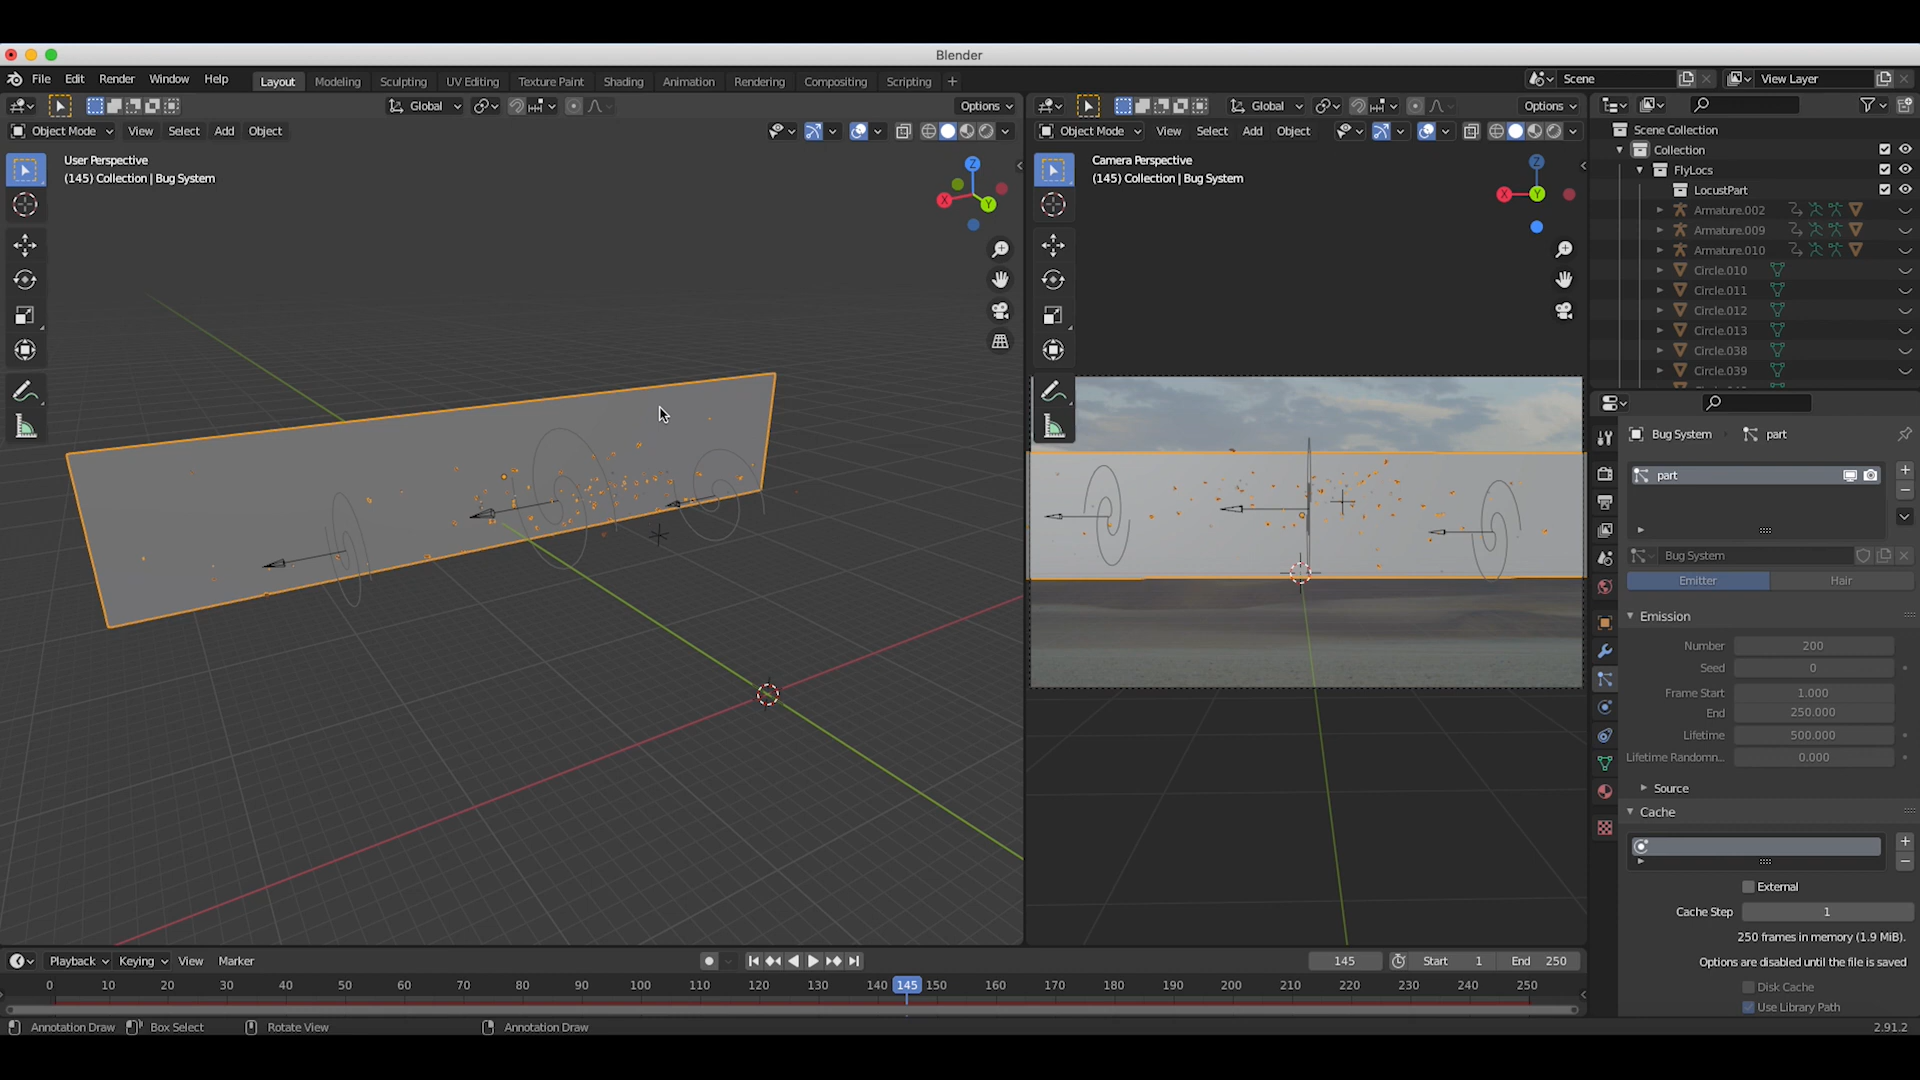 Blender
File Edit Render Window Help Layout Modeling Sculpting UV Editing Texture Paint Shading Animation Rendering Compositing Scripting + Scene View Layer
Global Options Global Options
Object Mode View Select Add Object Object Mode View Select Add Object
User Perspective
(145) Collection | Bug System
Z
X
Y
Camera Perspective
(145) Collection | Bug System
Z
X
Y
Scene Collection
Collection
FlyLocs
LocustPart
Armature.002
Armature.009
Armature.010
Circle.010
Circle.011
Circle.012
Circle.013
Circle.038
Circle.039
Bug System part
part
Bug System
Emitter Hair
Emission
Number 200
Seed 0
Frame Start 1.000
End 250.000
Lifetime 500.000
Lifetime Randomn... 0.000
Source
Cache
External
Cache Step 1
250 frames in memory (1.9 MiB).
Options are disabled until the file is saved
Disk Cache
Use Library Path
Playback Keying View Marker 145 Start 1 End 250
0 10 20 30 40 50 60 70 80 90 100 110 120 130 140 145 150 160 170 180 190 200 210 220 230 240 250
Annotation Draw Box Select Rotate View Annotation Draw 2.91.2